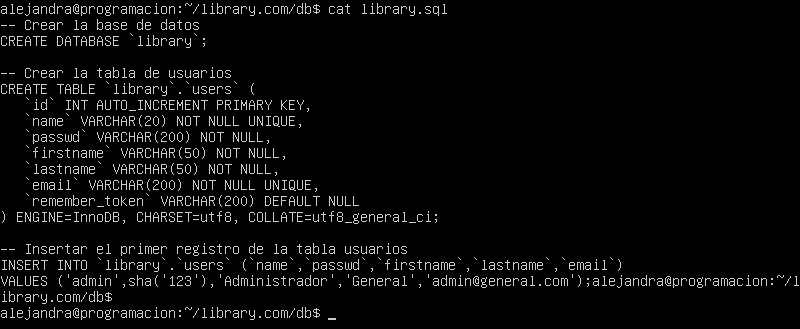 alejandra@programacion:~/library.com/db$ cat library.sql
-- Crear la base de datos
CREATE DATABASE `library`;
-- Crear la tabla de usuarios
CREATE TABLE `library`.`users` (
`id` INT AUTO_INCREMENT PRIMARY KEY,
`name` VARCHAR(20) NOT NULL UNIQUE,
`passwd` VARCHAR(200) NOT NULL,
`firstname` VARCHAR(50) NOT NULL,
`lastname` VARCHAR(50) NOT NULL,
`email` VARCHAR(200) NOT NULL UNIQUE,
`remember_token` VARCHAR(200) DEFAULT NULL
) ENGINE=InnoDB, CHARSET=utf8, COLLATE=utf8_general_ci;
-- Insertar el primer registro de la tabla usuarios
INSERT INTO `library`.`users` (`name`,`passwd`,`firstname`,`lastname`,`email`)
VALUES ('admin',sha('123'),'Administrador','General','admin@general.com');alejandra@programacion:~/l
ibrary.com/db$
alejandra@programacion:~/library.com/db$ _